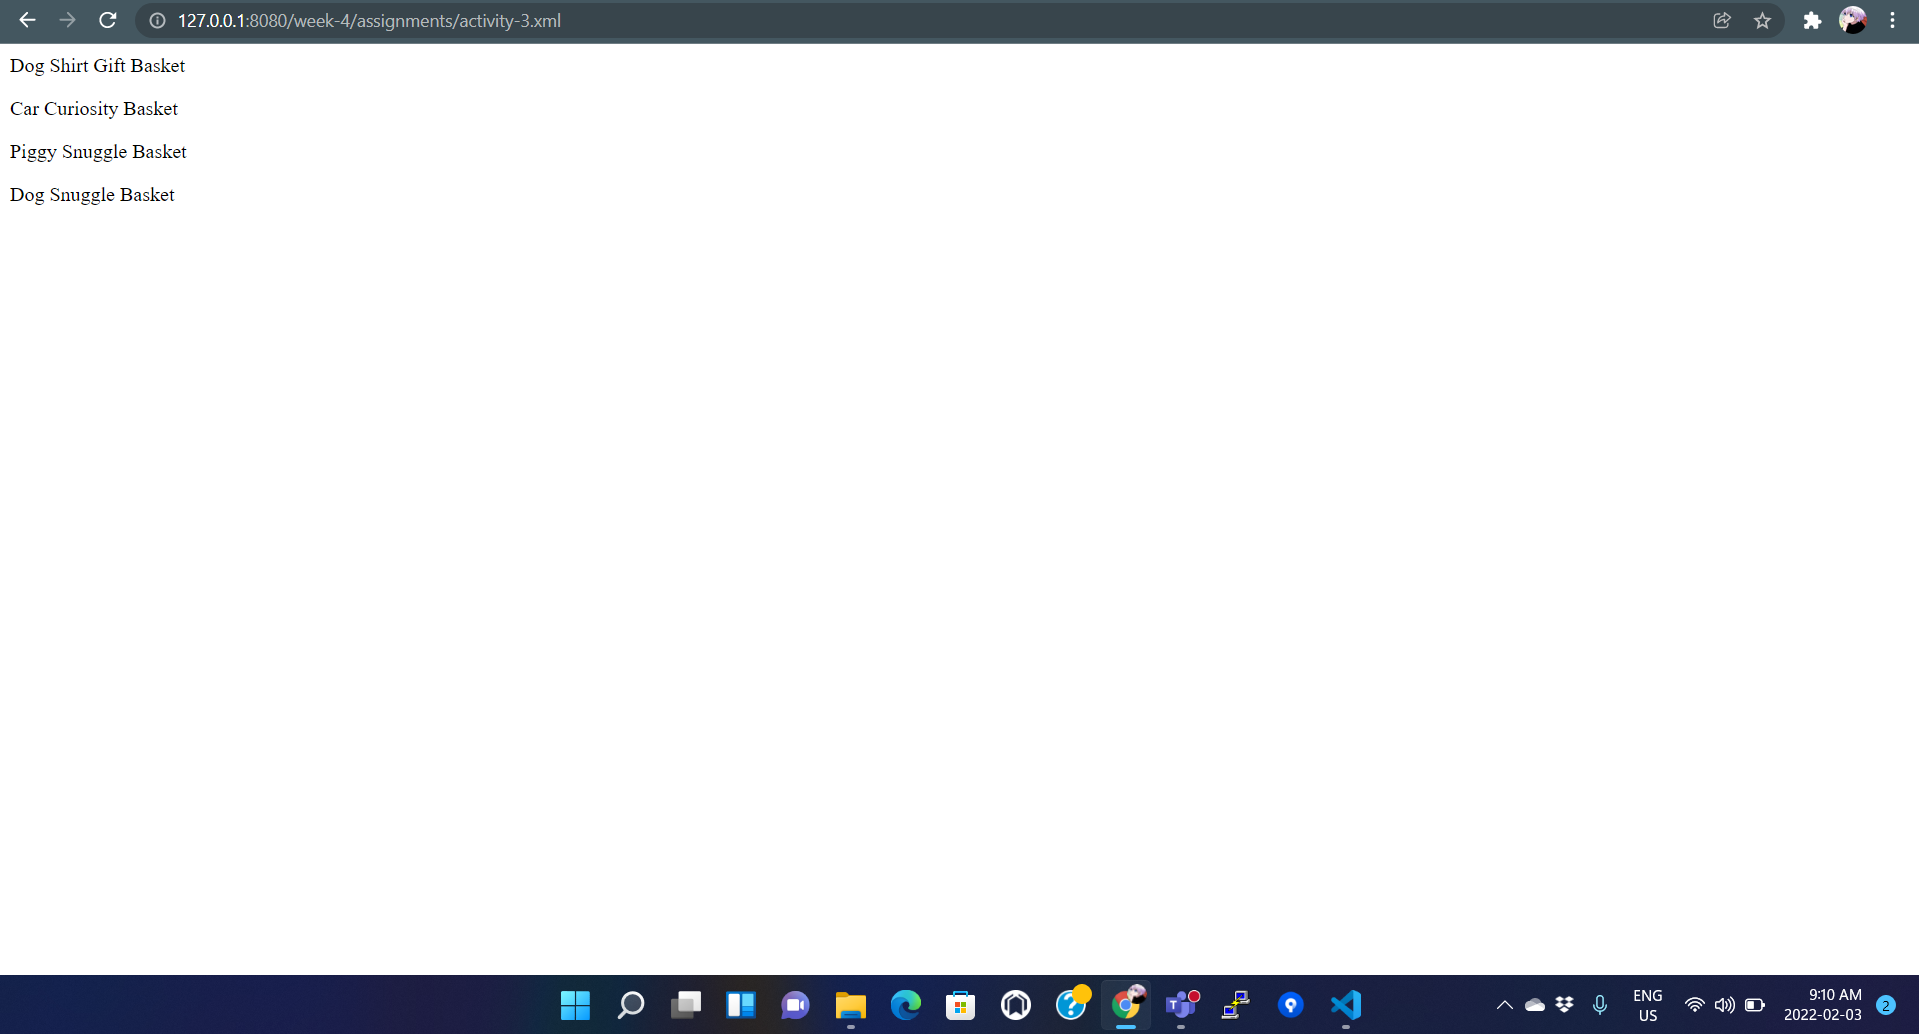 127.0.0.1:8080/week-4/assignments/activity-3.xml
Dog Shirt Gift Basket
Car Curiosity Basket
Piggy Snuggle Basket
Dog Snuggle Basket
ENG
US
9:10 AM
2022-02-03
2